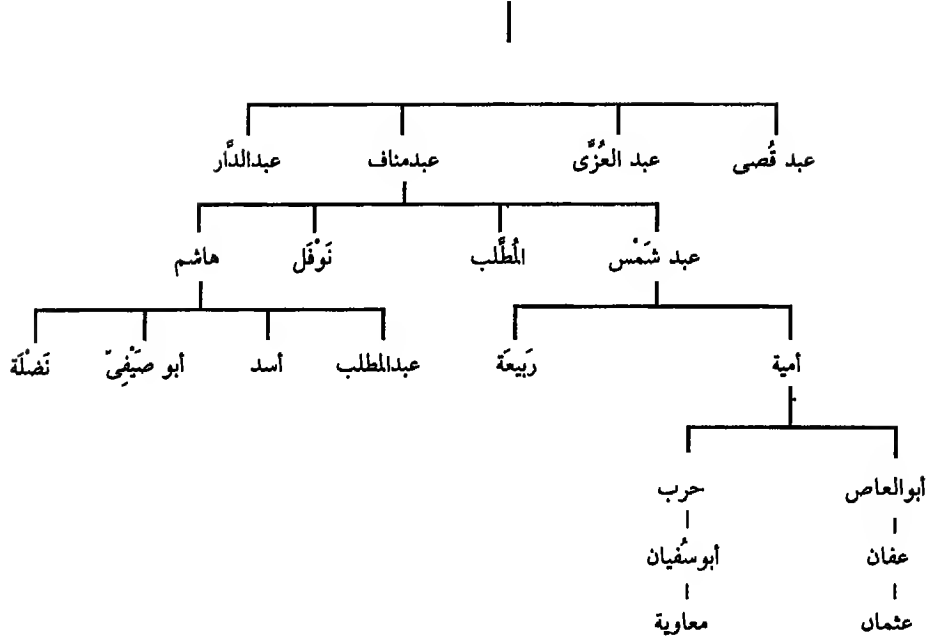 عبد قُصى عبد العُزَّى عبدمناف عبدالدَّار
عبد شَمْس المُطَّلب نَوْفَل هاشم
أمية رَبيعَة عبدالمطلب أسد أبو صَيْفِىّ نَضْلَة
أبوالعاص حرب
عفان أبوسُفيان
عثمان معاوية